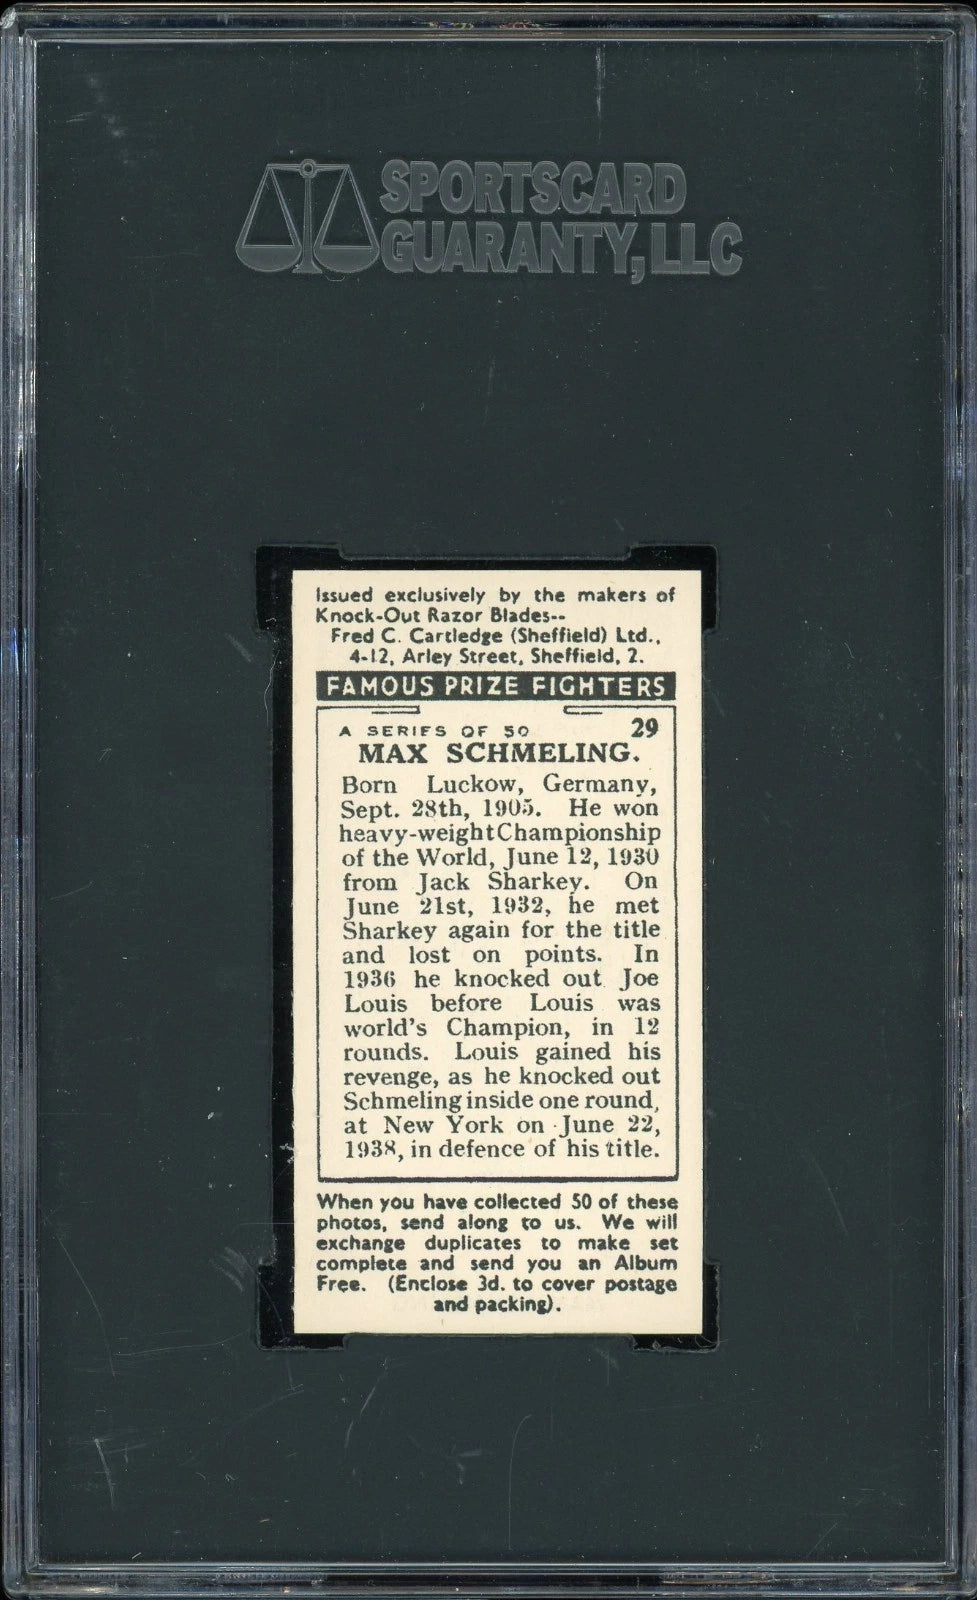 SPORTSCARD
GUARANTY, LLC
Issued exclusively by the makers of
Knock-Out Razor Blades--
Fred C. Cartledge (Sheffield) Ltd.,
4-12, Arley Street, Sheffield, 2.
FAMOUS PRIZE FIGHTERS
A SERIES OF 50 29
MAX SCHMELING.
Born Luckow, Germany,
Sept. 28th, 1905. He won
heavy-weight Championship
of the World, June 12, 1930
from Jack Sharkey. On
June 21st, 1932, he met
Sharkey again for the title
and lost on points. In
1936 he knocked out Joe
Louis before Louis was
world's Champion, in 12
rounds. Louis gained his
revenge, as he knocked out
Schmeling inside one round,
at New York on June 22,
1938, in defence of his title.
When you have collected 50 of these
photos, send along to us. We will
exchange duplicates to make set
complete and send you an Album
Free. (Enclose 3d. to cover postage
and packing).